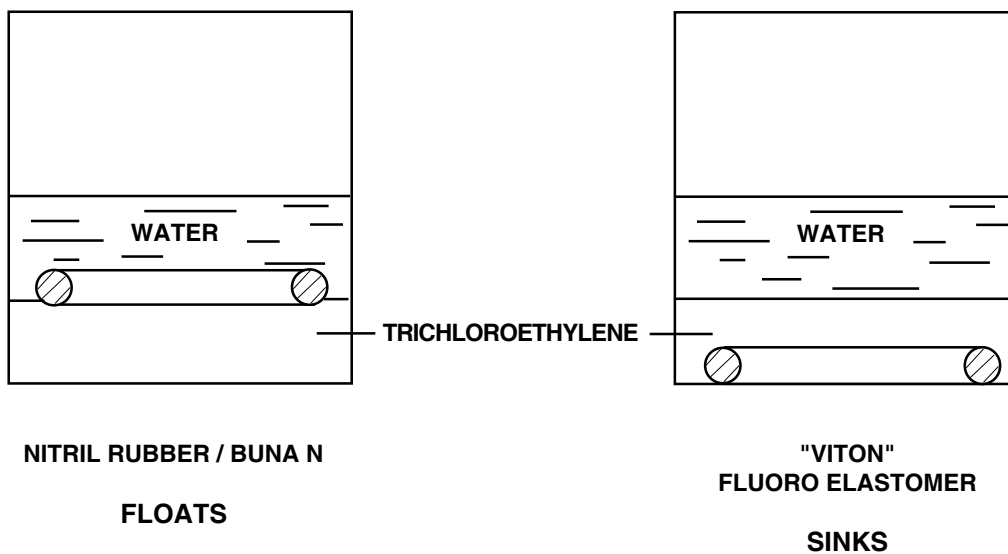 WATER
WATER
TRICHLOROETHYLENE
NITRIL RUBBER / BUNA N
FLOATS
"VITON"
FLUORO ELASTOMER
SINKS